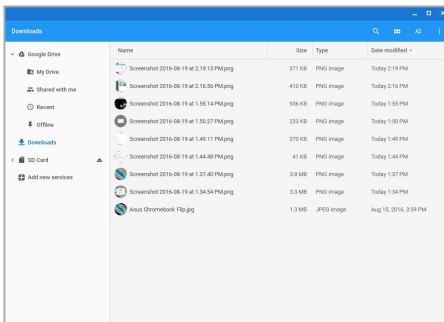 Downloads
AZ
Google Drive
Name Size Type Date modified
My Drive
Screenshot 2016-08-19 at 2.19.13 PM.png 371 KB PNG image Today 2:19 PM
Shared with me
Screenshot 2016-08-19 at 2.16.56 PM.png 410 KB PNG image Today 2:16 PM
Recent
Screenshot 2016-08-19 at 1.55.14 PM.png 936 KB PNG image Today 1:55 PM
Offline
Screenshot 2016-08-19 at 1.50.27 PM.png 233 KB PNG image Today 1:50 PM
Downloads
Screenshot 2016-08-19 at 1.49.11 PM.png 270 KB PNG image Today 1:49 PM
SD Card
Screenshot 2016-08-19 at 1.44.48 PM.png 41 KB PNG image Today 1:44 PM
Add new services
Screenshot 2016-08-19 at 1.37.40 PM.png 3.8 MB PNG image Today 1:37 PM
Screenshot 2016-08-19 at 1.34.54 PM.png 3.3 MB PNG image Today 1:34 PM
Asus Chromebook Flip.jpg 1.3 MB JPEG image Aug 15, 2016, 3:59 PM